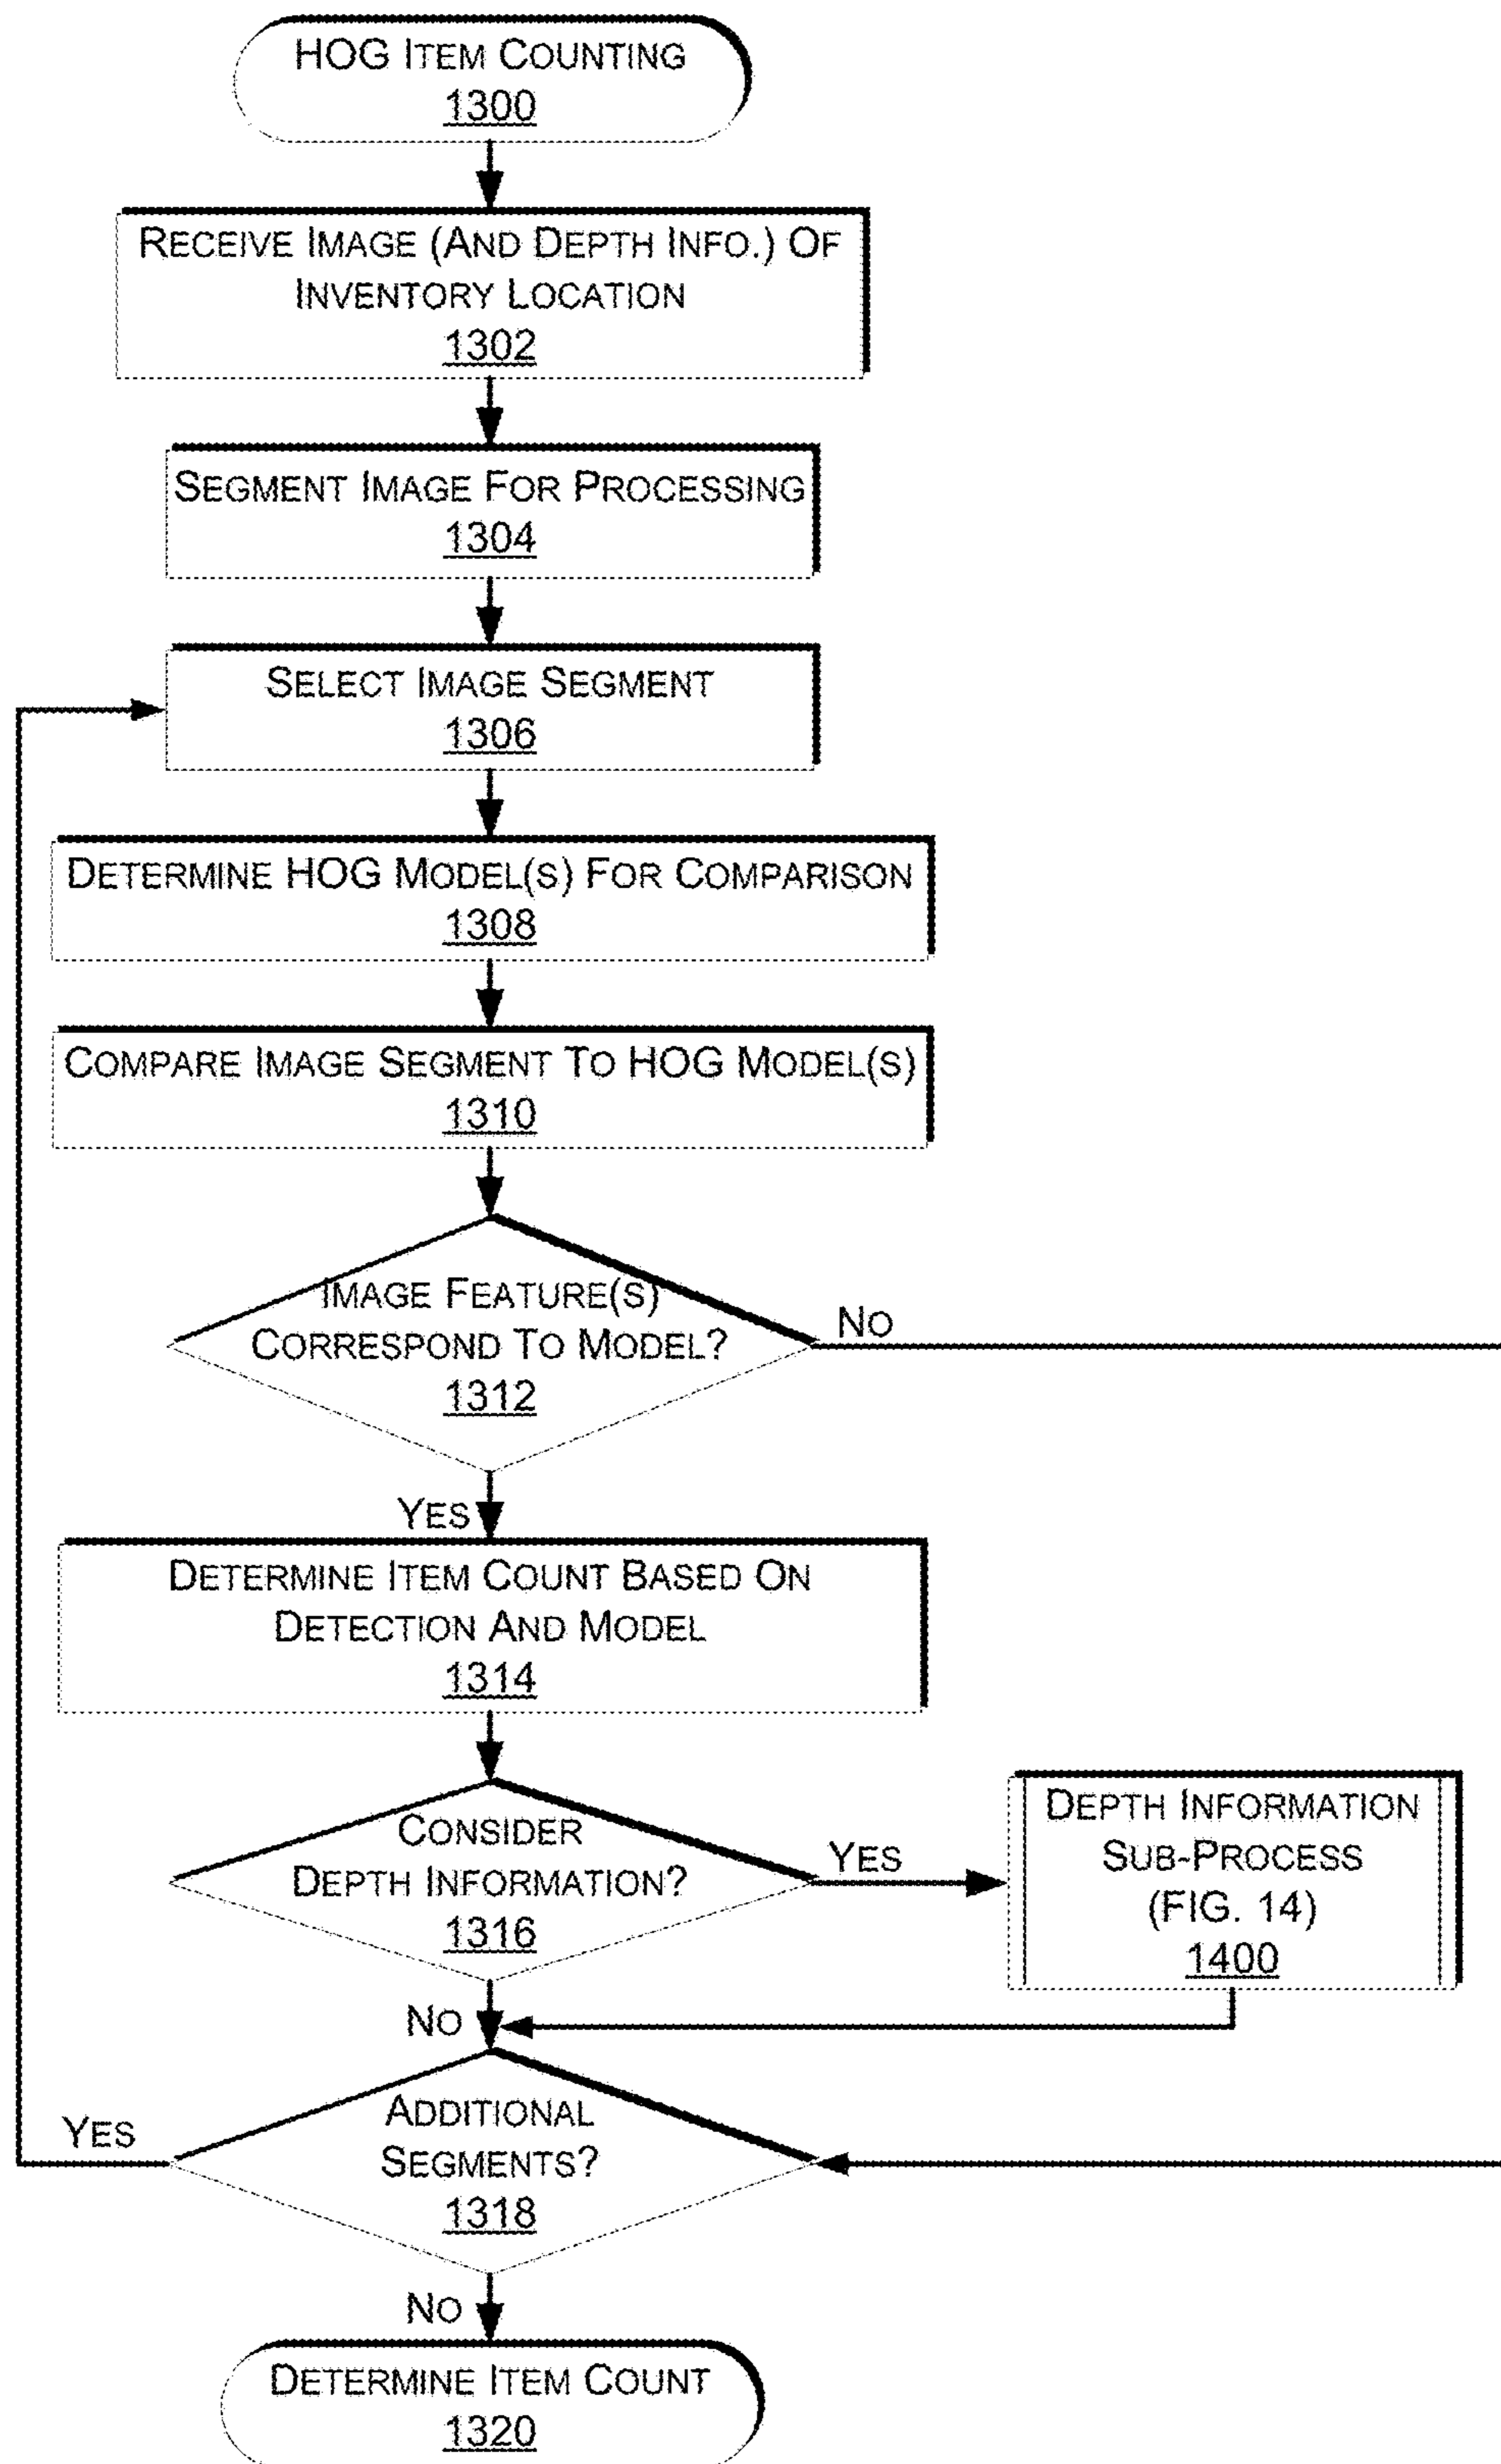 HOG ITEM COUNTING
1300
RECEIVE IMAGE (AND DEPTH INFO.) OF
INVENTORY LOCATION
1302
SEGMENT IMAGE FOR PROCESSING
1304
SELECT IMAGE SEGMENT
1306
DETERMINE HOG MODEL(S) FOR COMPARISON
1308
COMPARE IMAGE SEGMENT TO HOG MODEL(S)
1310
IMAGE FEATURE(S)
CORRESPOND TO MODEL?
1312
NO
YES
DETERMINE ITEM COUNT BASED ON
DETECTION AND MODEL
1314
CONSIDER
DEPTH INFORMATION?
1316
YES
DEPTH INFORMATION
SUB-PROCESS
(FIG. 14)
1400
NO
ADDITIONAL
SEGMENTS?
1318
YES
NO
DETERMINE ITEM COUNT
1320